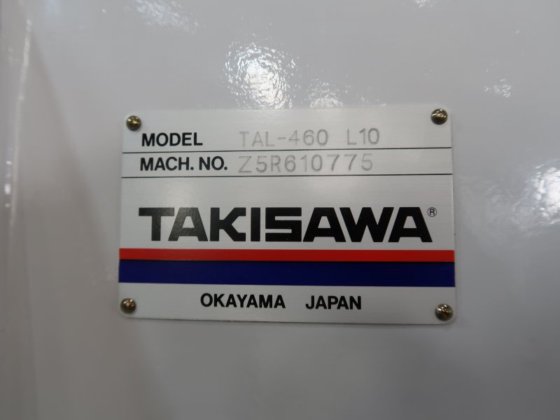 MODEL TAL-460 L10
MACH. NO. Z5R610775
TAKISAWA®
OKAYAMA JAPAN